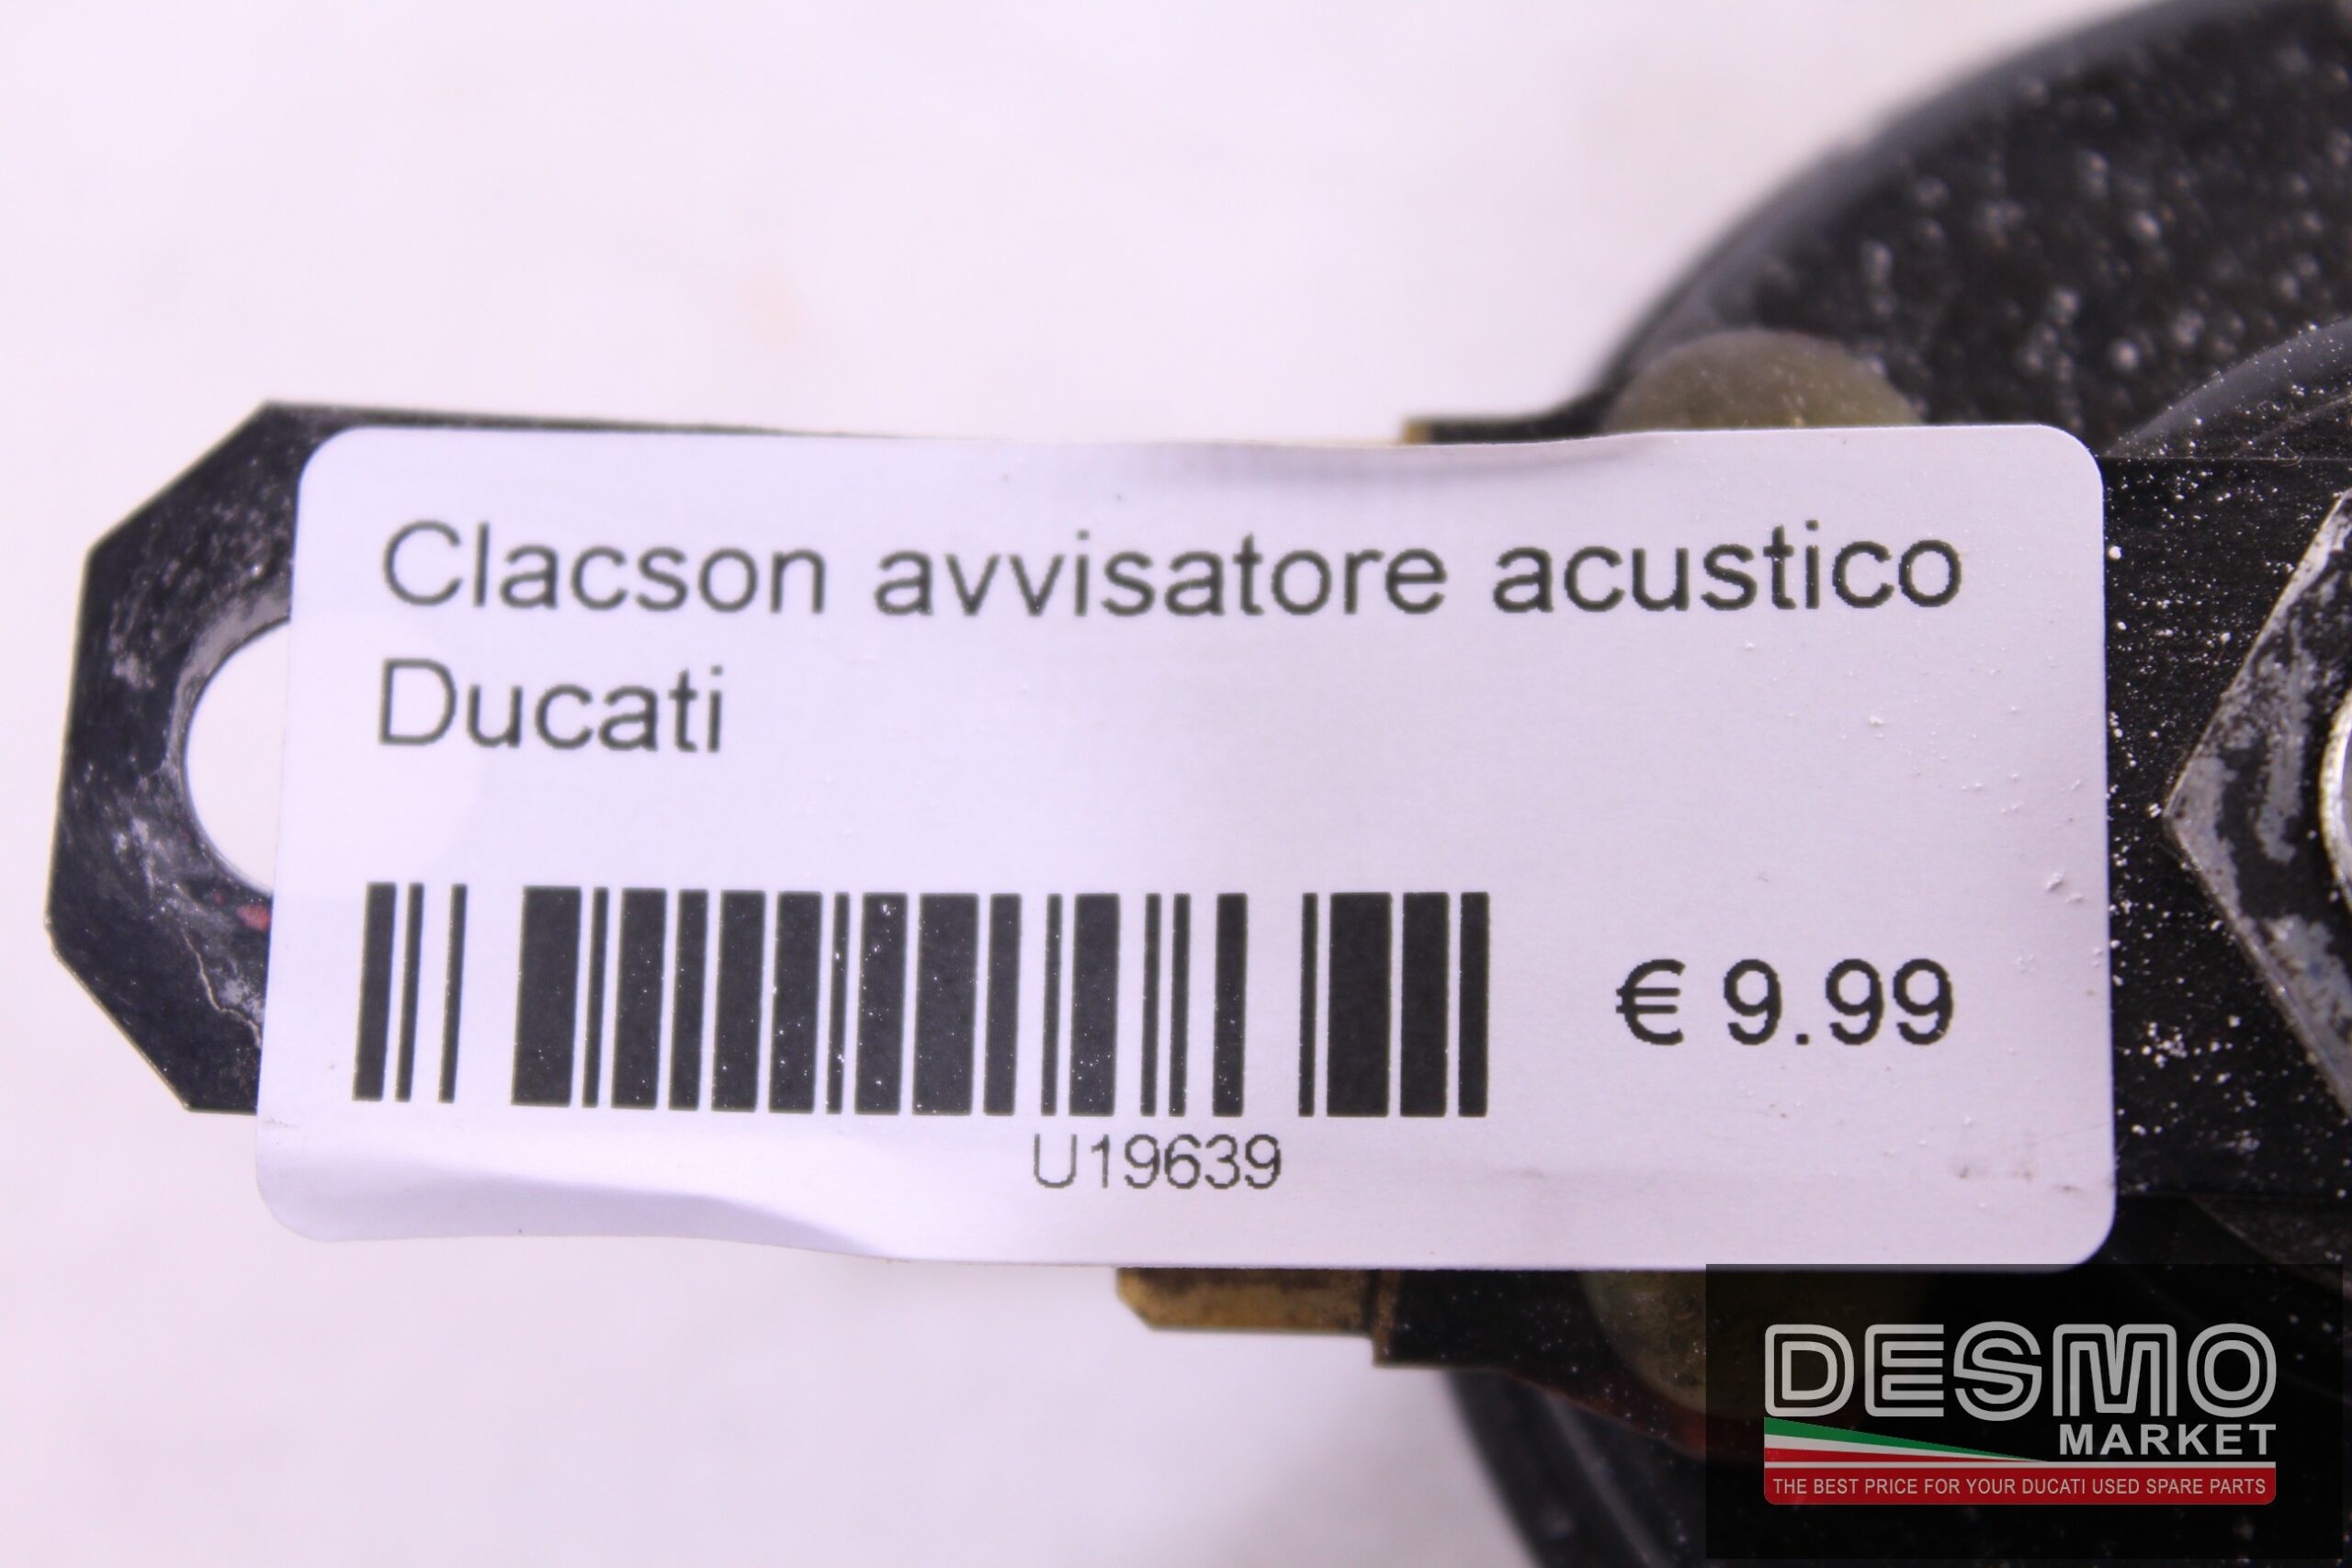 Clacson avvisatore acustico
Ducati
€ 9.99
U19639
DESMO
MARKET
THE BEST PRICE FOR YOUR DUCATI USED SPARE PARTS